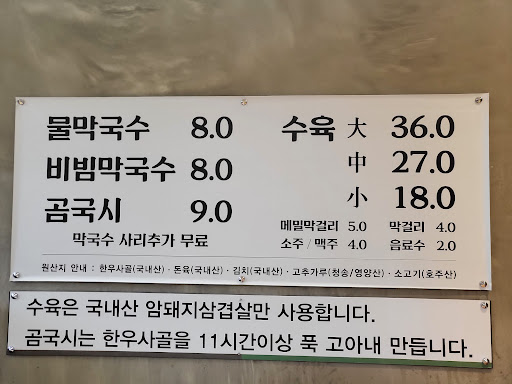 물막국수 8.0
비빔막국수 8.0
곰국시 9.0
막국수 사리추가 무료
수육 大 36.0
中 27.0
小 18.0
메밀막걸리 5.0 막걸리 4.0
소주 / 맥주 4.0 음료수 2.0
원산지 안내 : 한우사골(국내산) · 돈육(국내산) · 김치(국내산) · 고추가루(청송/영양산) · 소고기(호주산)
수육은 국내산 암돼지삼겹살만 사용합니다.
곰국시는 한우사골을 11시간이상 푹 고아내 만듭니다.